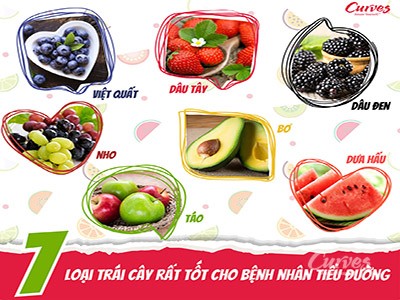 Curves
VIỆT QUẤT
DÂU TÂY
DÂU ĐEN
NHO
BƠ
TÁO
DƯA HẤU
7 LOẠI TRÁI CÂY RẤT TỐT CHO BỆNH NHÂN TIỂU ĐƯỜNG
Curves